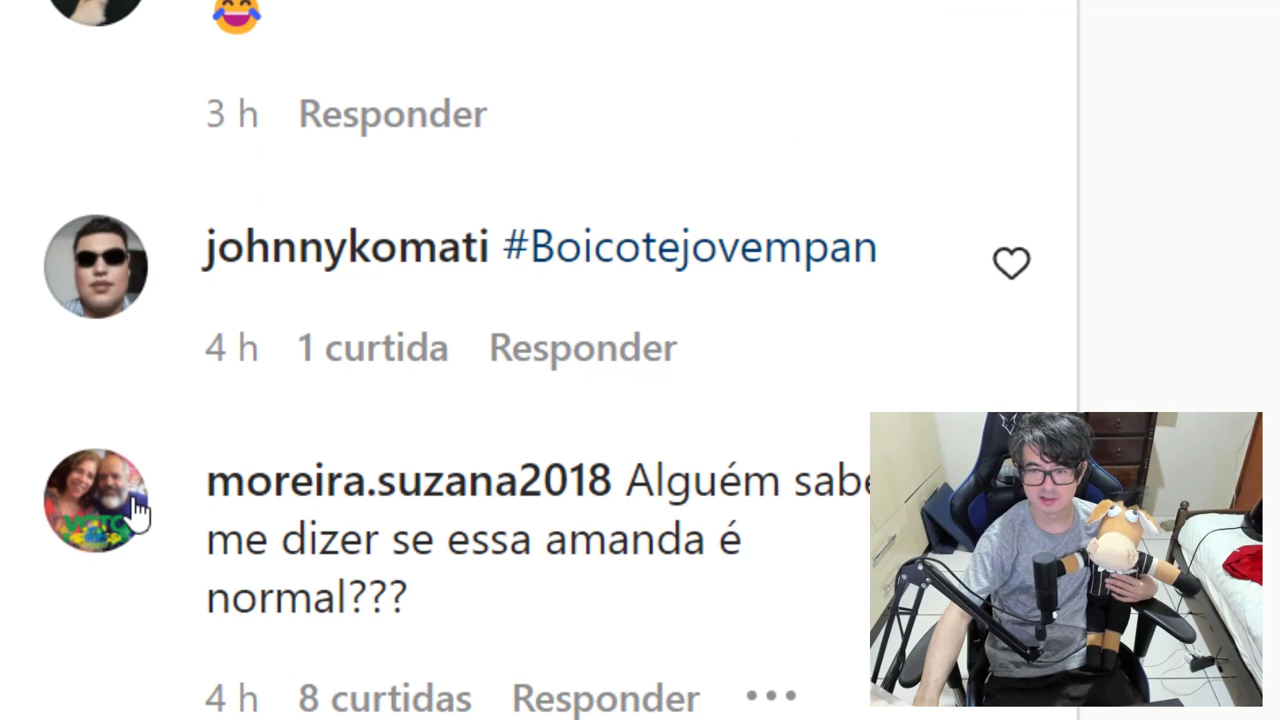 3 h Responder
johnnykomati #Boicotejovempan
4 h 1 curtida Responder
moreira.suzana2018 Alguém sabe
me dizer se essa amanda é
normal???
4 h 8 curtidas Responder